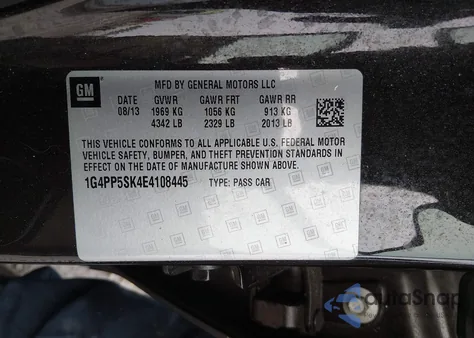 GM
MFD BY GENERAL MOTORS LLC
DATE GVWR GAWR FRT GAWR RR
08/13 1969 KG 1056 KG 913 KG
4342 LB 2329 LB 2013 LB
THIS VEHICLE CONFORMS TO ALL APPLICABLE U.S. FEDERAL MOTOR
VEHICLE SAFETY, BUMPER, AND THEFT PREVENTION STANDARDS IN
EFFECT ON THE DATE OF MANUFACTURE SHOWN ABOVE.
1G4PP5SK4E4108445 TYPE: PASS CAR
AuraSnap